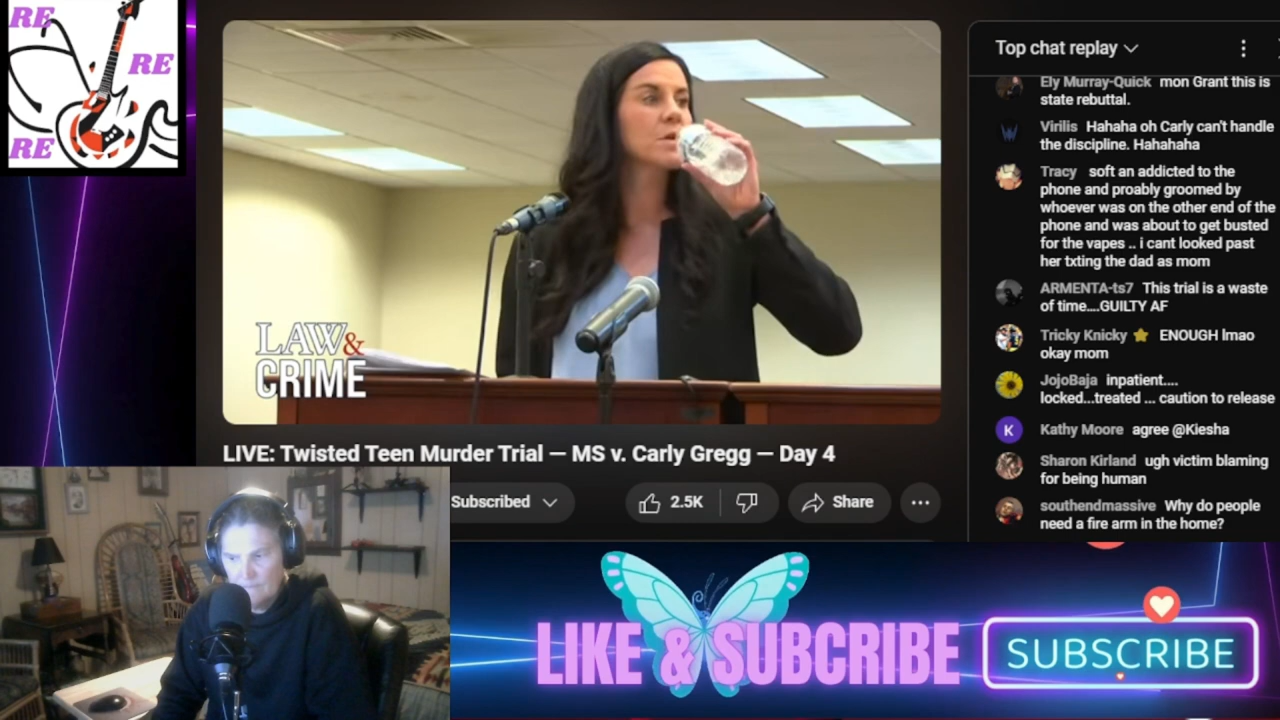 RE
RE
RE
LAW&
CRIME
LIVE: Twisted Teen Murder Trial — MS v. Carly Gregg — Day 4
Subscribed
2.5K
Share
Top chat replay
Ely Murray-Quick mon Grant this is
state rebuttal.
Virilis Hahaha oh Carly can't handle
the discipline. Hahahaha
Tracy soft an addicted to the
phone and proably groomed by
whoever was on the other end of the
phone and was about to get busted
for the vapes .. i cant looked past
her txting the dad as mom
ARMENTA-ts7 This trial is a waste
of time....GUILTY AF
Tricky Knicky ENOUGH lmao
okay mom
JojoBaja inpatient....
locked...treated ... caution to release
K
Kathy Moore agree @Kiesha
Sharon Kirland ugh victim blaming
for being human
southendmassive Why do people
need a fire arm in the home?
LIKE & SUBCRIBE
SUBSCRIBE